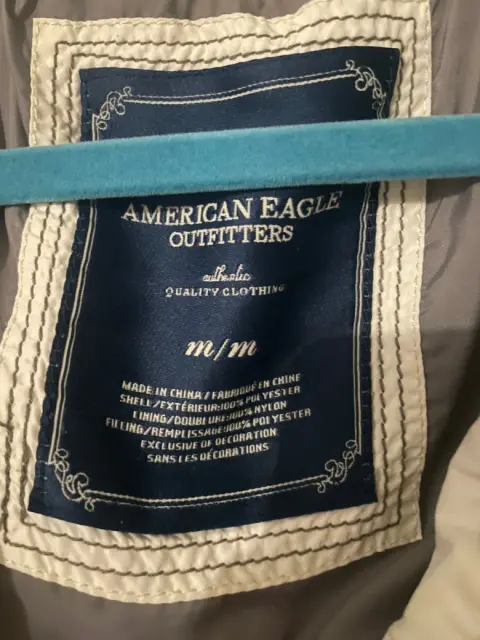 AMERICAN EAGLE
OUTFITTERS
authentic
QUALITY CLOTHING
m/m
MADE IN CHINA / FABRIQUÉ EN CHINE
SHELL/EXTÉRIEUR:100% POLYESTER
LINING/DOUBLURE:100% NYLON
FILLING/REMPLISSAGE:100% POLYESTER
EXCLUSIVE OF DECORATION
SANS LES DÉCORATIONS